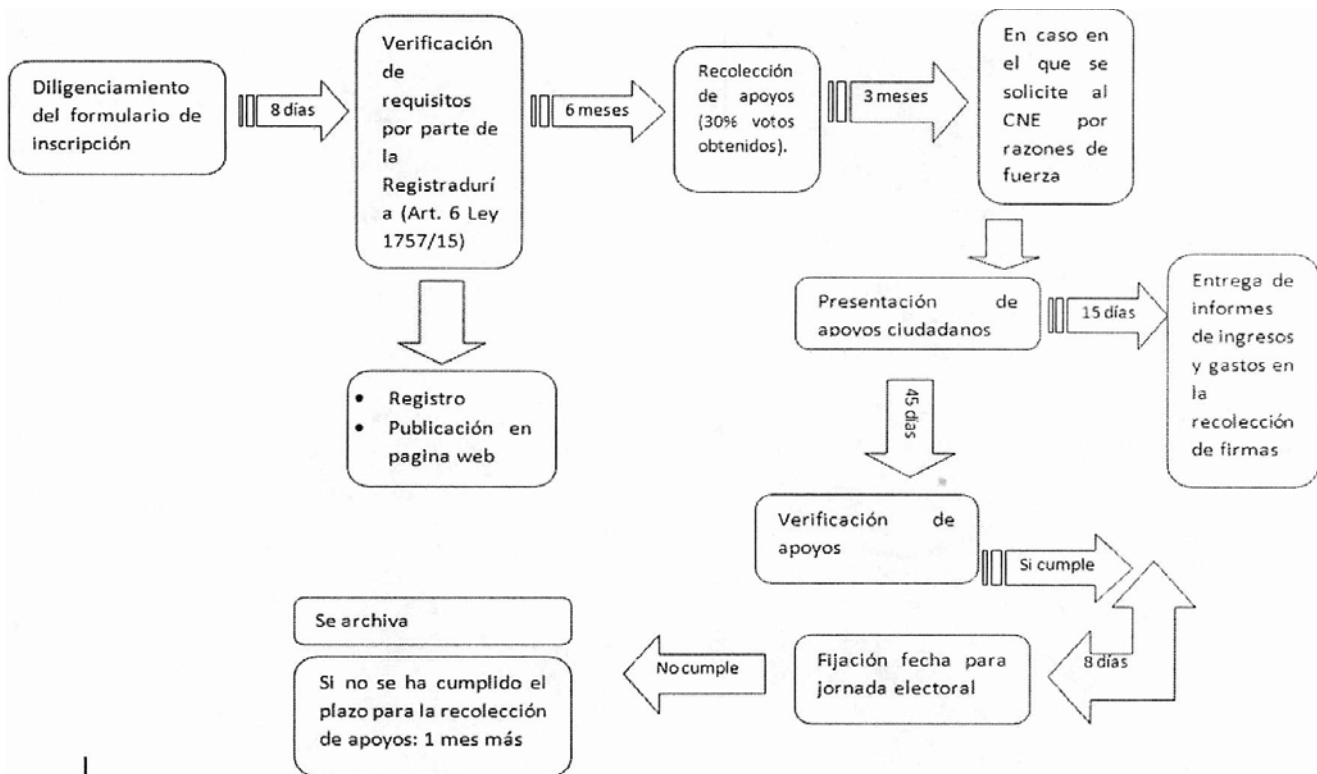 Diligenciamiento
del formulario de
inscripción
8 días
Verificación
de
requisitos
por parte de
la
Registradurí
a (Art. 6 Ley
1757/15)
6 meses
Recolección
de apoyos
(30% votos
obtenidos).
3 meses
En caso en
el que se
solicite al
CNE por
razones de
fuerza
• Registro
• Publicación en
pagina web
Presentación de
apoyos ciudadanos
15 días
Entrega de
informes
de ingresos
y gastos en
la
recolección
de firmas
45 días
Verificación de
apoyos
Si cumple
8 días
Fijación fecha para
jornada electoral
No cumple
Se archiva
Si no se ha cumplido el
plazo para la recolección
de apoyos: 1 mes más